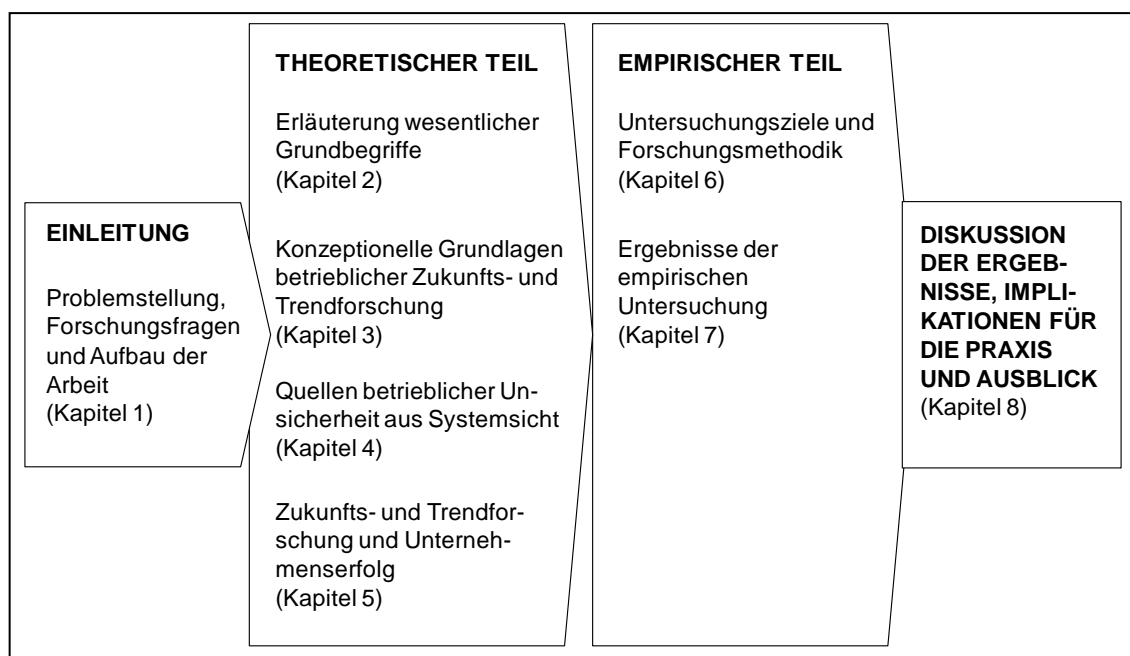 EINLEITUNG
Problemstellung,
Forschungsfragen
und Aufbau der
Arbeit
(Kapitel 1)
THEORETISCHER TEIL
Erläuterung wesentlicher
Grundbegriffe
(Kapitel 2)
Konzeptionelle Grundlagen
betrieblicher Zukunfts- und
Trendforschung
(Kapitel 3)
Quellen betrieblicher Un-
sicherheit aus Systemsicht
(Kapitel 4)
Zukunfts- und Trendfor-
schung und Unterneh-
menserfolg
(Kapitel 5)
EMPIRISCHER TEIL
Untersuchungsziele und
Forschungsmethodik
(Kapitel 6)
Ergebnisse der
empirischen
Untersuchung
(Kapitel 7)
DISKUSSION
DER ERGEB-
NISSE, IMPLI-
KATIONEN FÜR
DIE PRAXIS
UND AUSBLICK
(Kapitel 8)